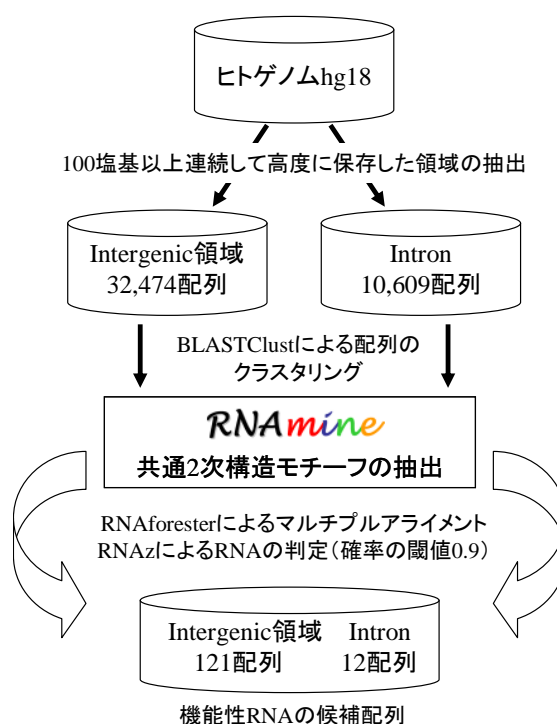 ヒトゲノムhg18
100塩基以上連続して高度に保存した領域の抽出
Intergenic領域
32,474配列
Intron
10,609配列
BLASTClustによる配列の
クラスタリング
RNAmine
共通2次構造モチーフの抽出
RNAforesterによるマルチプルアライメント
RNAzによるRNAの判定（確率の閾値0.9）
Intergenic領域 Intron
121配列 12配列
機能性RNAの候補配列